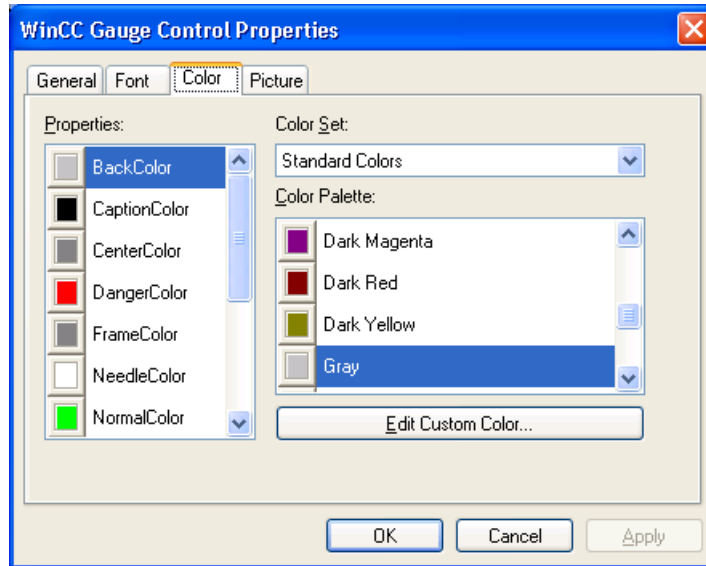 WinCC Gauge Control Properties
General Font Color Picture
Properties:
BackColor
CaptionColor
CenterColor
DangerColor
FrameColor
NeedleColor
NormalColor
Color Set:
Standard Colors
Color Palette:
Dark Magenta
Dark Red
Dark Yellow
Gray
Edit Custom Color...
OK Cancel Apply